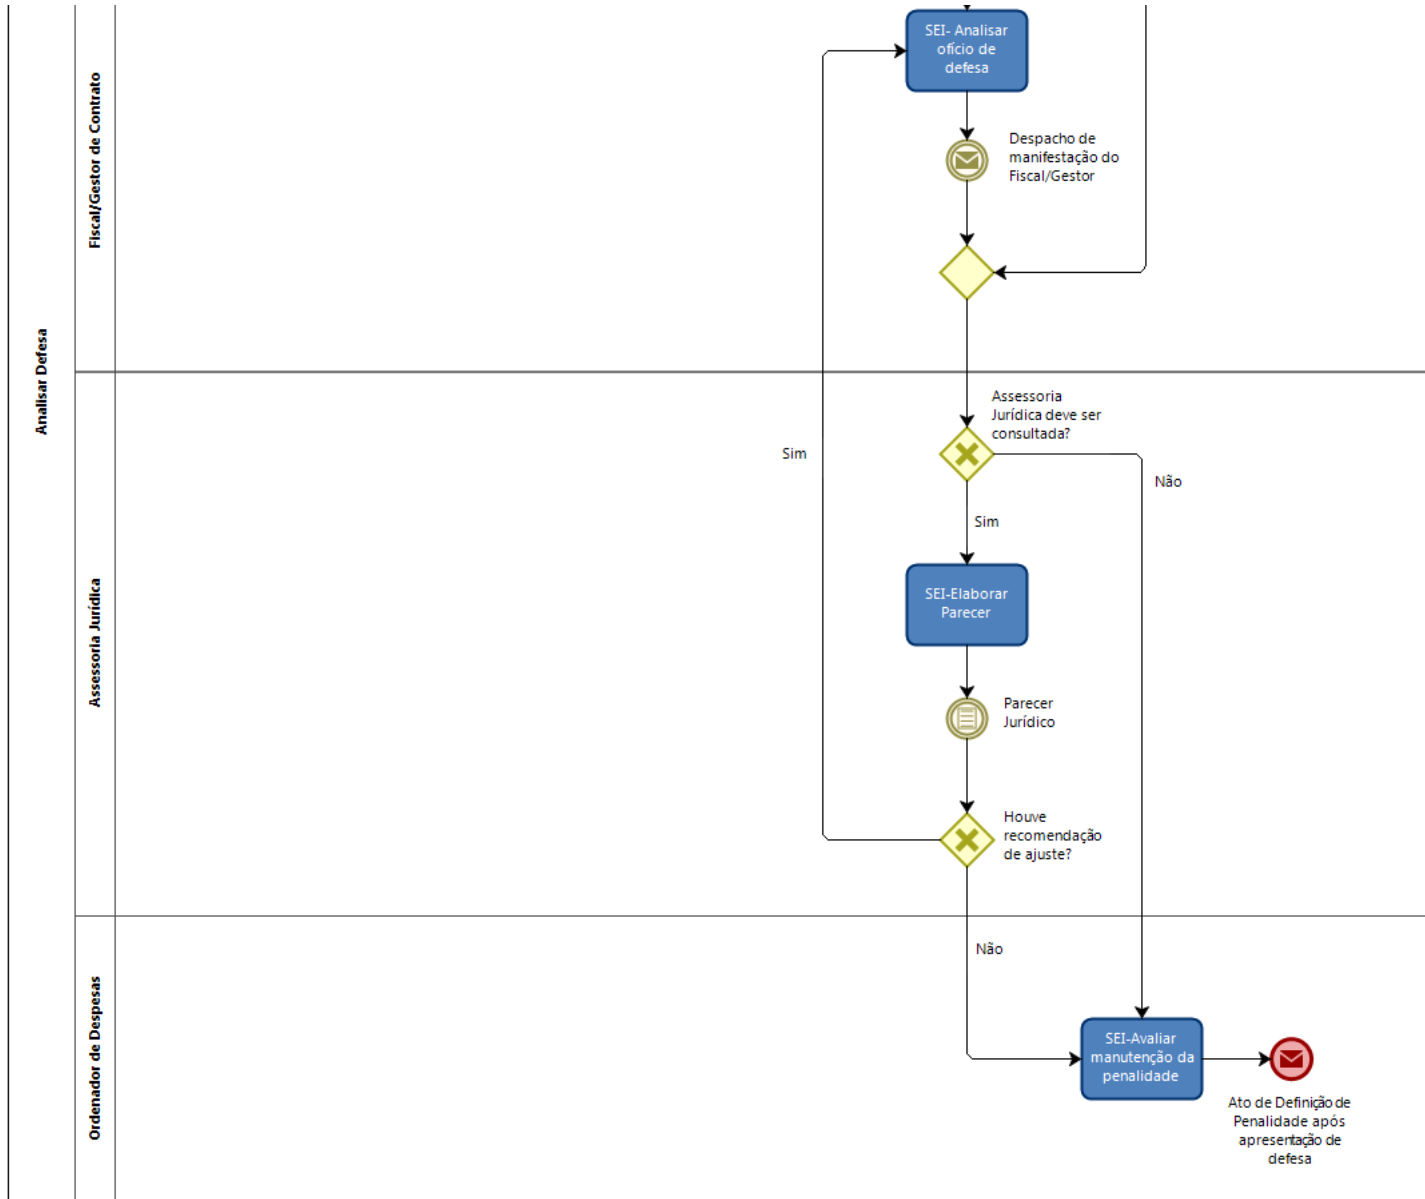 Analisar Defesa
Fiscal/Gestor de Contrato
SEI- Analisar
ofício de
defesa
Despacho de
manifestação do
Fiscal/Gestor
Assessoria Jurídica
Assessoria
Jurídica deve ser
consultada?
Sim
Não
Sim
SEI-Elaborar
Parecer
Parecer
Jurídico
Houve
recomendação
de ajuste?
Ordenador de Despesas
Não
SEI-Avaliar
manutenção da
penalidade
Ato de Definição de
Penalidade após
apresentação de
defesa